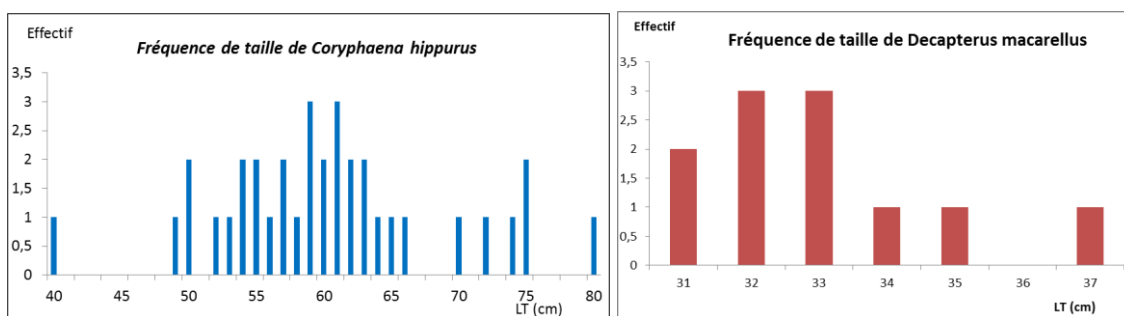 Effectif
Fréquence de taille de Coryphaena hippurus
3,5
3
2,5
2
1,5
1
0,5
0
40 45 50 55 60 65 70 75 80
LT (cm)
Effectif
Fréquence de taille de Decapterus macarellus
3,5
3
2,5
2
1,5
1
0,5
0
31 32 33 34 35 36 37
LT (cm)